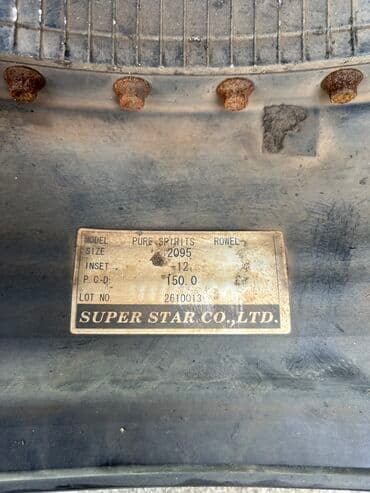 MODEL PURE SPIRITS ROWEL
SIZE 2095
INSET -12
P.C.D 150.0
LOT NO 2610013
SUPER STAR CO.,LTD.